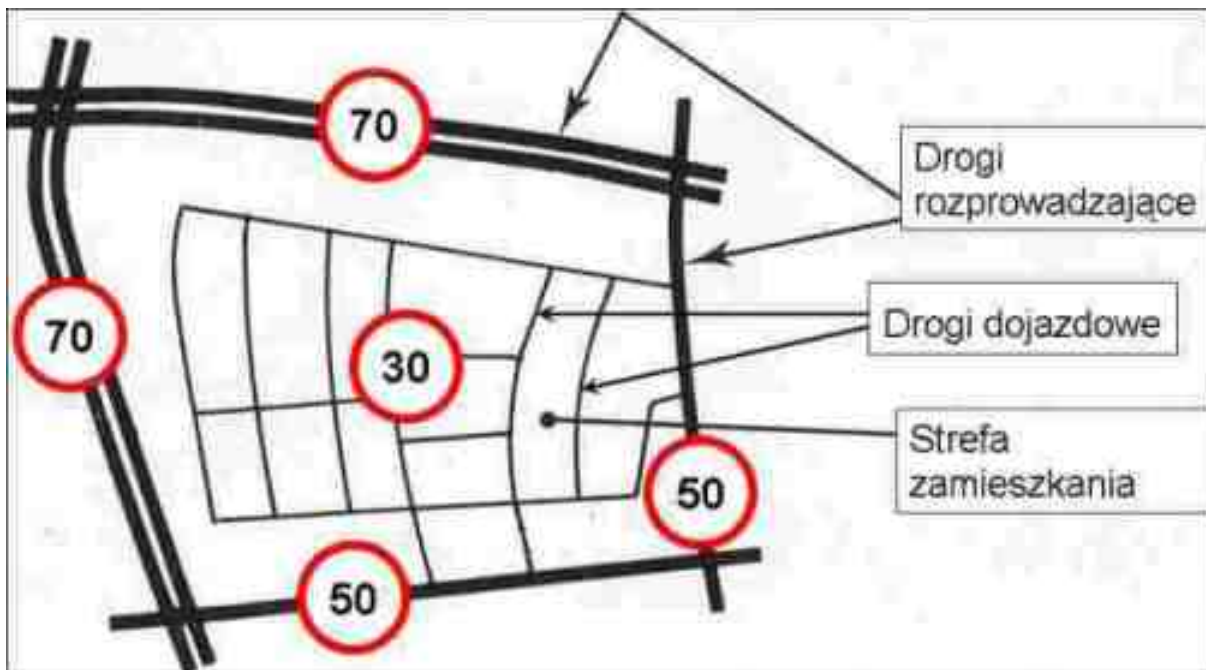 70
Drogi
rozprowadzające
70
Drogi dojazdowe
30
Strefa
zamieszkania
50
50